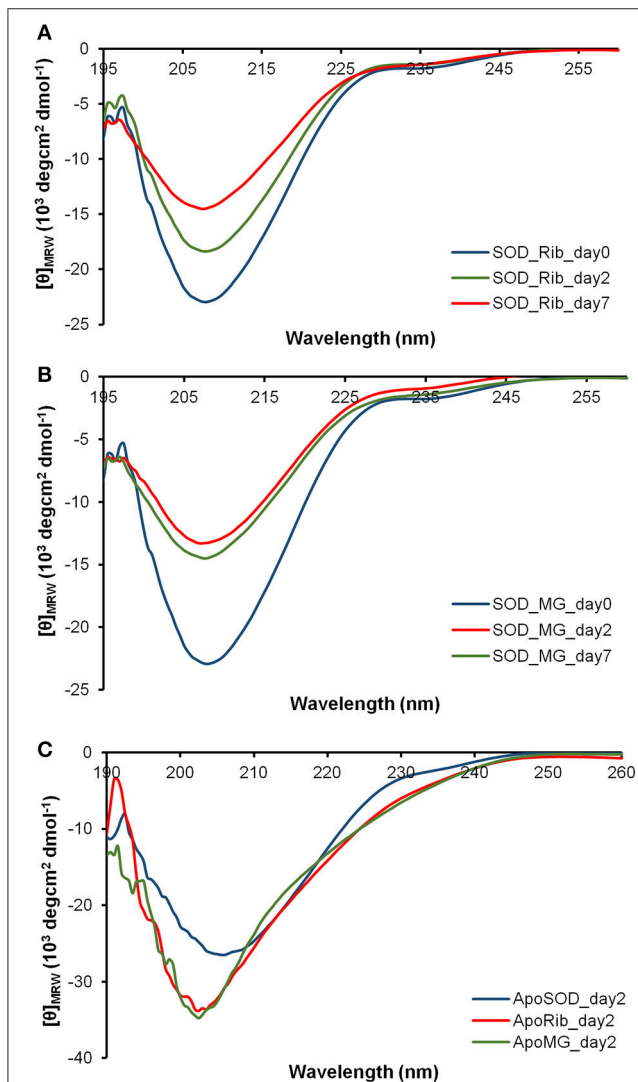 A
0
195 205 215 225 235 245 255
-5
-10
-15
-20
-25
[θ]MRW (10³ degcm² dmol-¹)
SOD_Rib_day0
SOD_Rib_day2
SOD_Rib_day7
Wavelength (nm)
B
0
195 205 215 225 235 245 255
-5
-10
-15
-20
-25
[θ]MRW (10³ degcm² dmol-¹)
SOD_MG_day0
SOD_MG_day2
SOD_MG_day7
Wavelength (nm)
C
0
190 200 210 220 230 240 250 260
-10
-20
-30
-40
[θ]MRW (10³ degcm² dmol-¹)
ApoSOD_day2
ApoRib_day2
ApoMG_day2
Wavelength (nm)